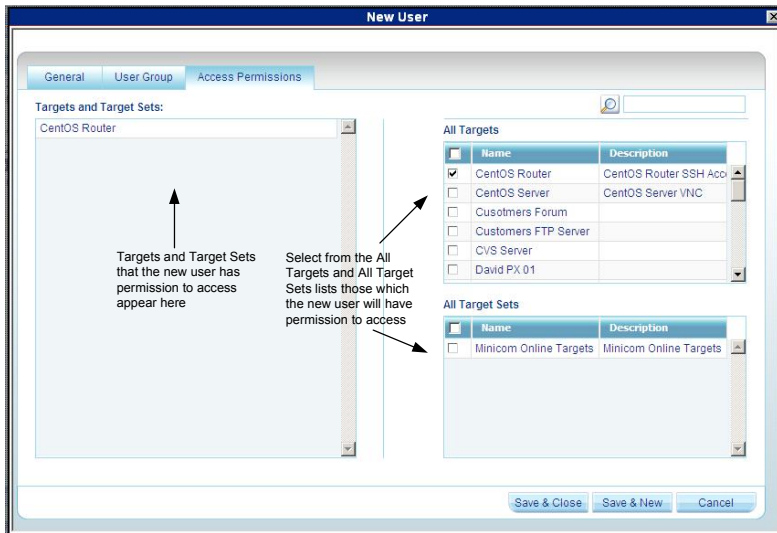 New User
General User Group Access Permissions
Targets and Target Sets:
CentOS Router
Targets and Target Sets
that the new user has
permission to access
appear here
Select from the All
Targets and All Target
Sets lists those which
the new user will have
permission to access
All Targets
Name Description
CentOS Router CentOS Router SSH Acce
CentOS Server CentOS Server VNC
Cusotmers Forum
Customers FTP Server
CVS Server
David PX 01
All Target Sets
Name Description
Minicom Online Targets Minicom Online Targets
Save & Close Save & New Cancel